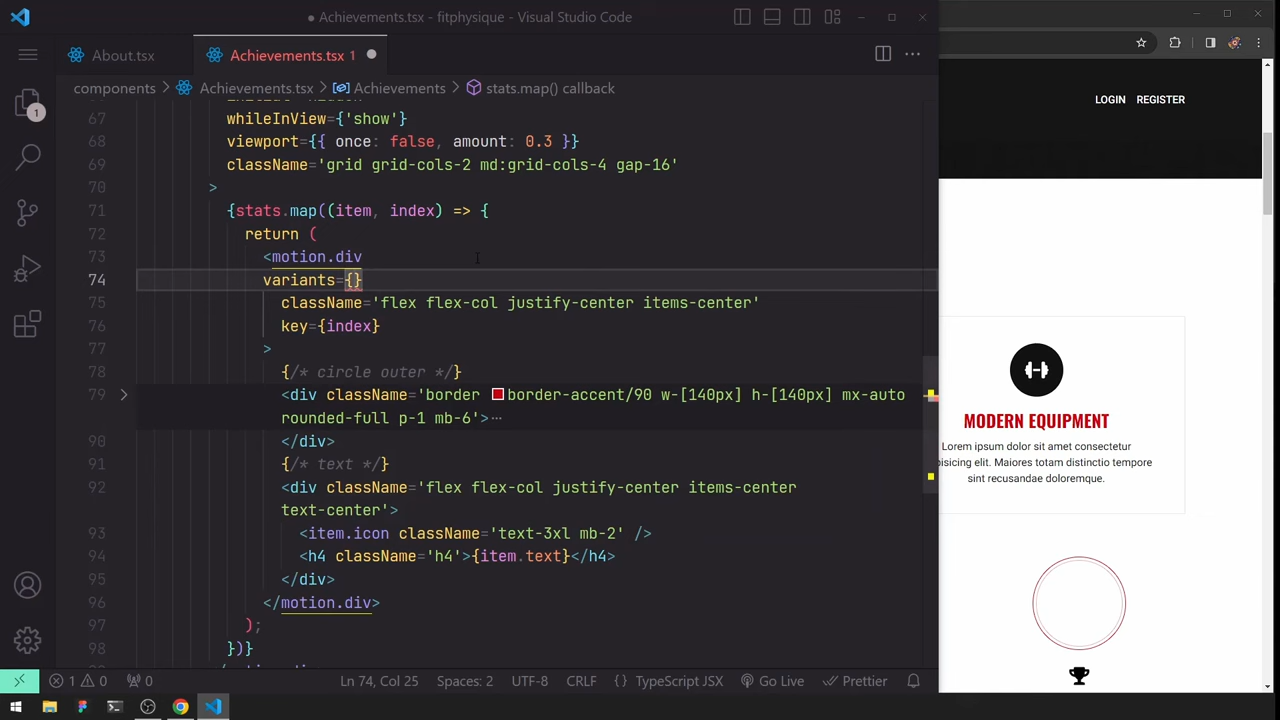 ● Achievements.tsx - fitphysique - Visual Studio Code
About.tsx
Achievements.tsx 1
components > Achievements.tsx > Achievements > stats.map() callback
67 whileInView={'show'}
68 viewport={{ once: false, amount: 0.3 }}
69 className='grid grid-cols-2 md:grid-cols-4 gap-16'
70 >
71 {stats.map((item, index) => {
72 return (
73 <motion.div
74 variants={}
75 className='flex flex-col justify-center items-center'
76 key={index}
77 >
78 {/* circle outer */}
79 <div className='border border-accent/90 w-[140px] h-[140px] mx-auto
rounded-full p-1 mb-6'>⋯
90 </div>
91 {/* text */}
92 <div className='flex flex-col justify-center items-center
text-center'>
93 <item.icon className='text-3xl mb-2' />
94 <h4 className='h4'>{item.text}</h4>
95 </div>
96 </motion.div>
97 );
98 })}
1
1 0
0
Ln 74, Col 25
Spaces: 2
UTF-8
CRLF
{} TypeScript JSX
Go Live
Prettier
LOGIN REGISTER
MODERN EQUIPMENT
Lorem ipsum dolor sit amet consectetur
elit. Maiores totam distinctio tempore
sint recusandae doloremque.